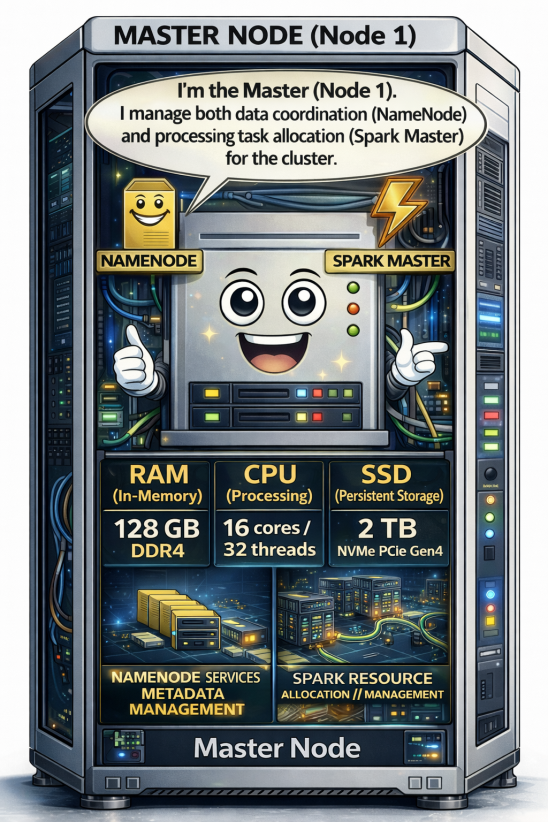 MASTER NODE (Node 1)
I'm the Master (Node 1).
I manage both data coordination (NameNode)
and processing task allocation (Spark Master)
for the cluster.
NAMENODE
SPARK MASTER
RAM
(In-Memory)
128 GB
DDR4
CPU
(Processing)
16 cores /
32 threads
SSD
(Persistent Storage)
2 TB
NVMe PCIe Gen4
NAMENODE SERVICES
METADATA
MANAGEMENT
SPARK RESOURCE
ALLOCATION // MANAGEMENT
Master Node